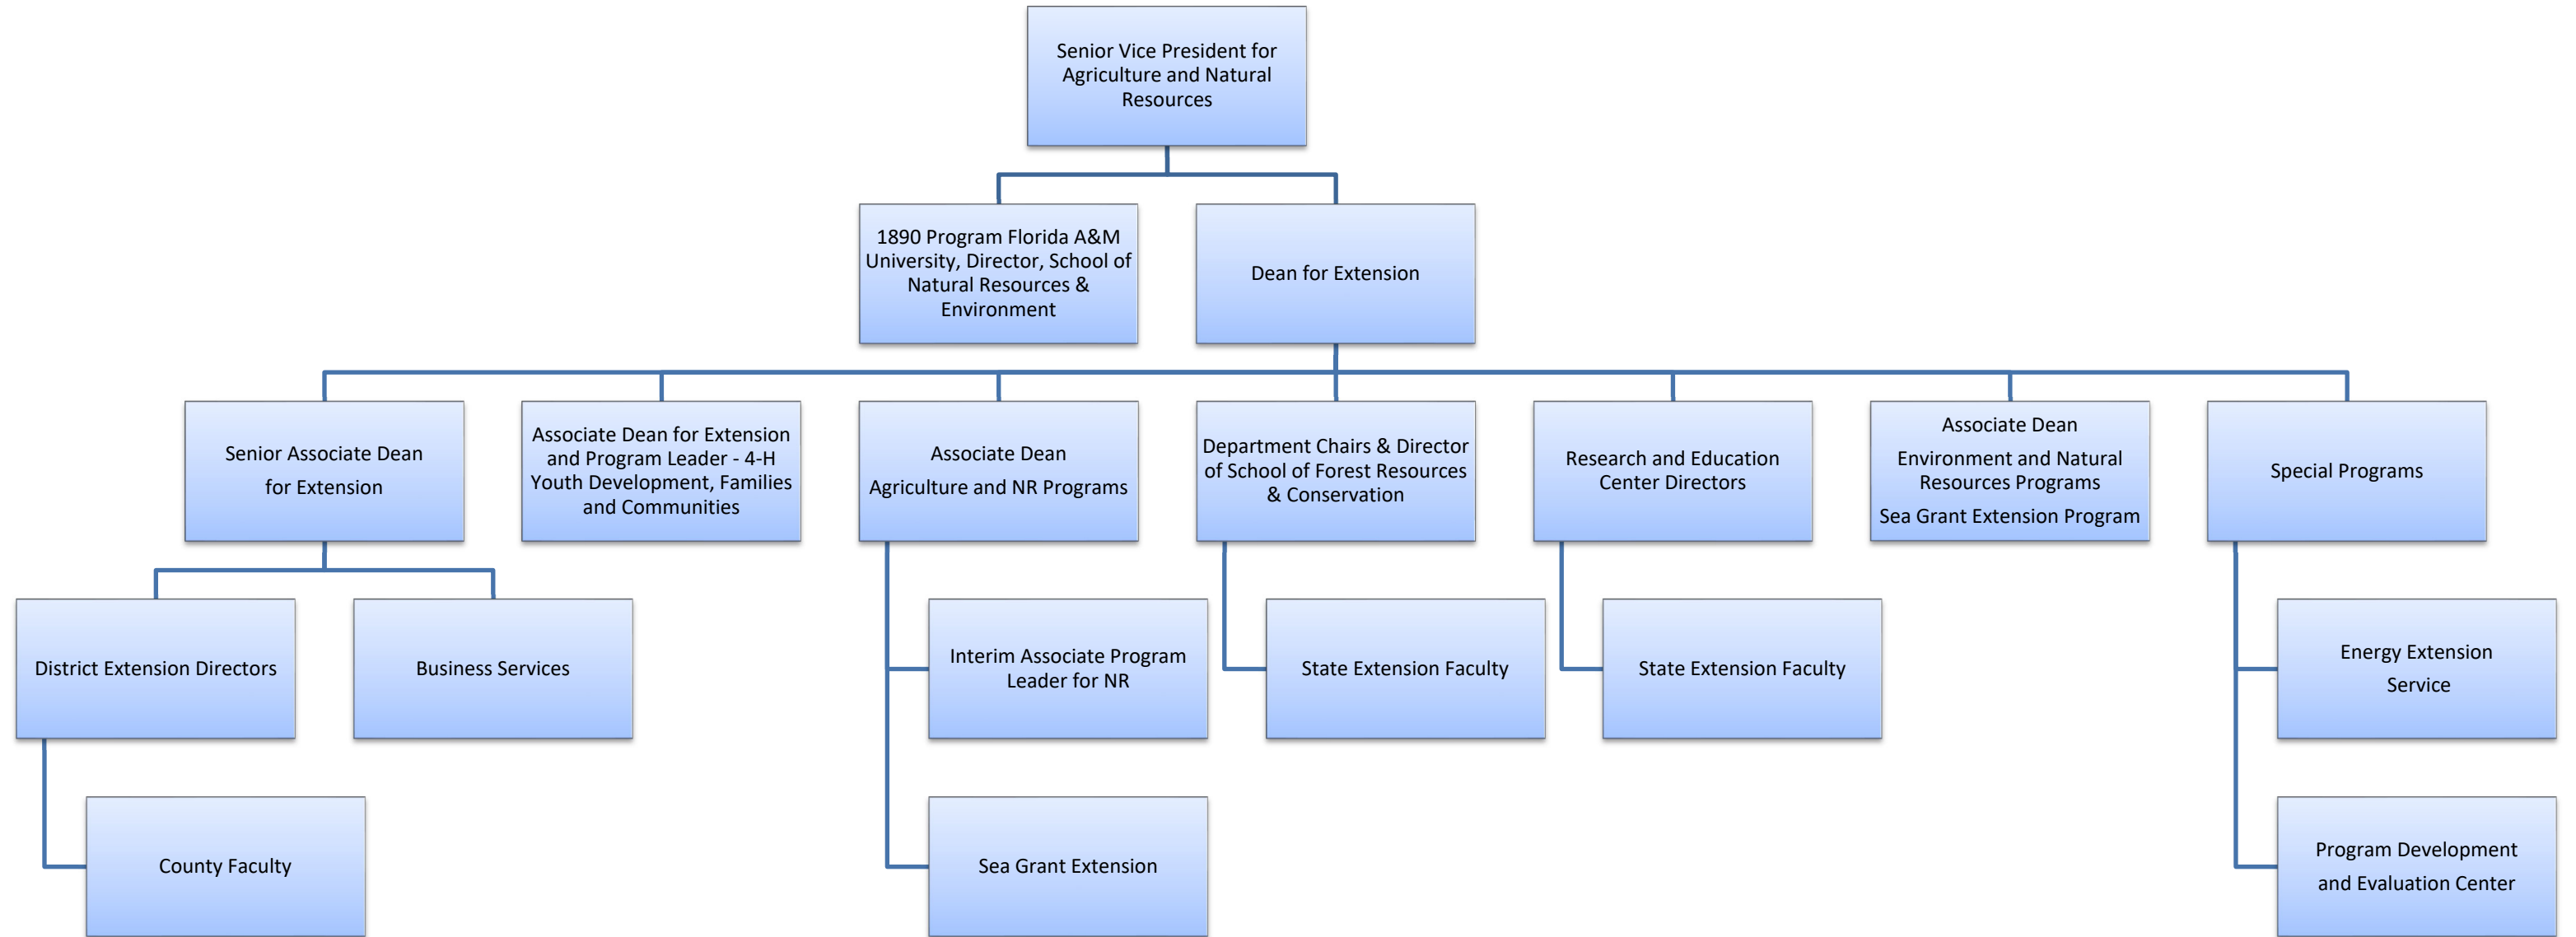 Senior Vice President for
Agriculture and Natural
Resources
1890 Program Florida A&M
University, Director, School of
Natural Resources &
Environment
Dean for Extension
Senior Associate Dean
for Extension
Associate Dean for Extension
and Program Leader - 4-H
Youth Development, Families
and Communities
Associate Dean
Agriculture and NR Programs
Department Chairs & Director
of School of Forest Resources
& Conservation
Research and Education
Center Directors
Associate Dean
Environment and Natural
Resources Programs
Sea Grant Extension Program
Special Programs
District Extension Directors
Business Services
Interim Associate Program
Leader for NR
State Extension Faculty
State Extension Faculty
Energy Extension
Service
County Faculty
Sea Grant Extension
Program Development
and Evaluation Center